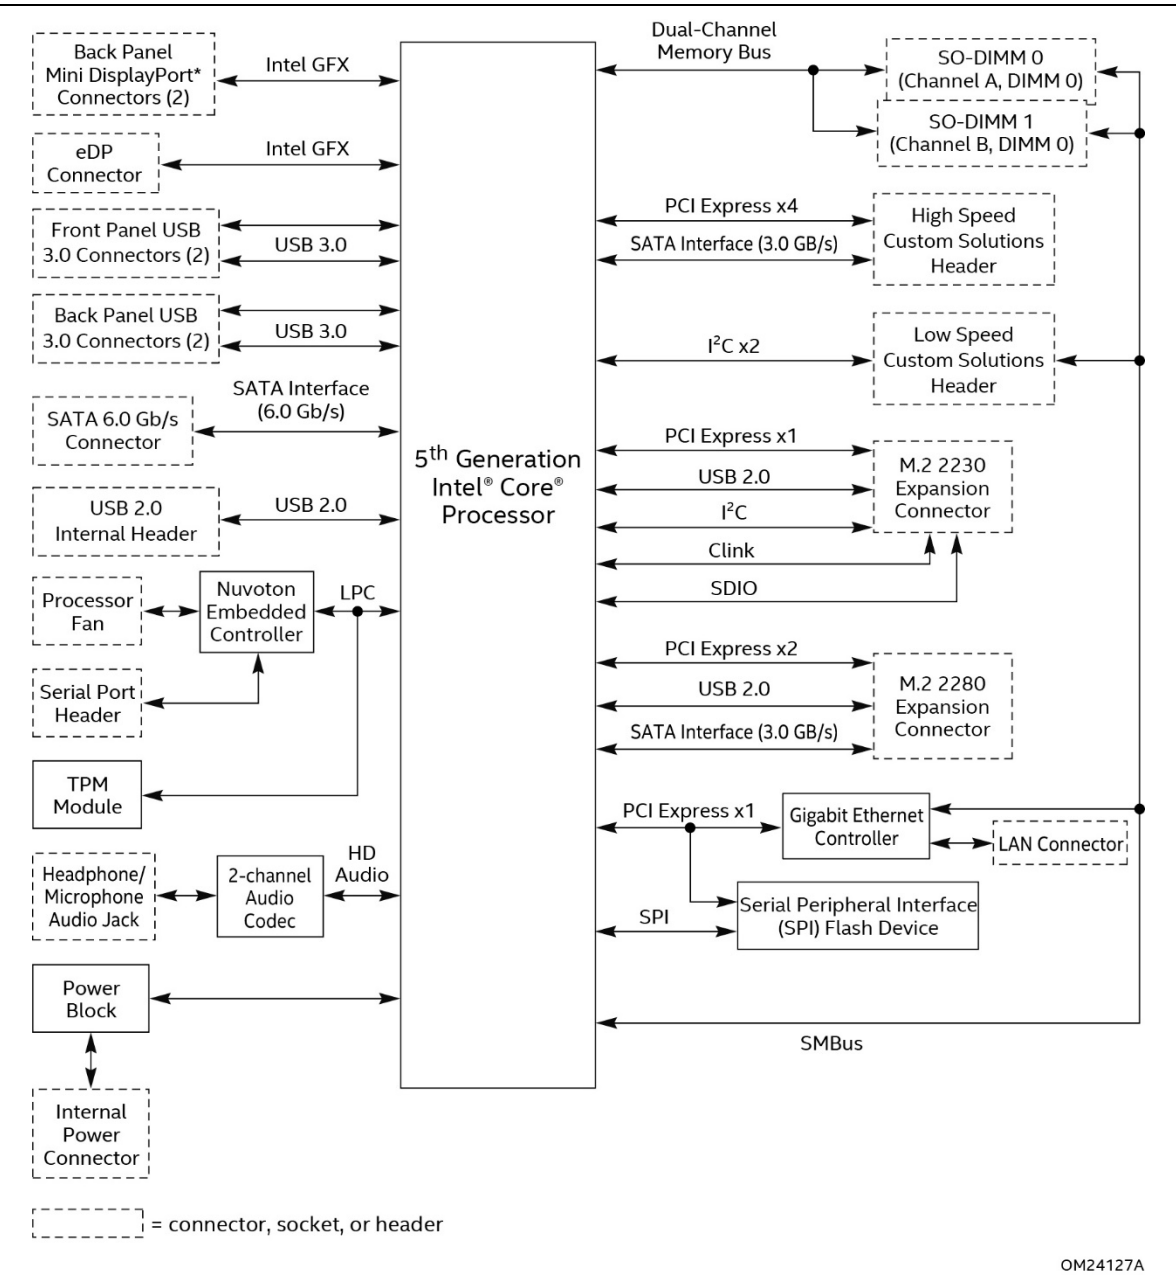 Back Panel
Mini DisplayPort*
Connectors (2)
Intel GFX
eDP
Connector
Intel GFX
Front Panel USB
3.0 Connectors (2)
USB 3.0
Back Panel USB
3.0 Connectors (2)
USB 3.0
SATA Interface
(6.0 Gb/s)
SATA 6.0 Gb/s
Connector
USB 2.0
Internal Header
USB 2.0
Processor
Fan
Nuvoton
Embedded
Controller
LPC
Serial Port
Header
TPM
Module
Headphone/
Microphone
Audio Jack
2-channel
Audio
Codec
HD
Audio
Power
Block
Internal
Power
Connector
5th Generation
Intel® Core®
Processor
Dual-Channel
Memory Bus
SO-DIMM 0
(Channel A, DIMM 0)
SO-DIMM 1
(Channel B, DIMM 0)
PCI Express x4
SATA Interface (3.0 GB/s)
High Speed
Custom Solutions
Header
I²C x2
Low Speed
Custom Solutions
Header
PCI Express x1
USB 2.0
I²C
Clink
SDIO
M.2 2230
Expansion
Connector
PCI Express x2
USB 2.0
SATA Interface (3.0 GB/s)
M.2 2280
Expansion
Connector
PCI Express x1
Gigabit Ethernet
Controller
LAN Connector
SPI
Serial Peripheral Interface
(SPI) Flash Device
SMBus
= connector, socket, or header
OM24127A